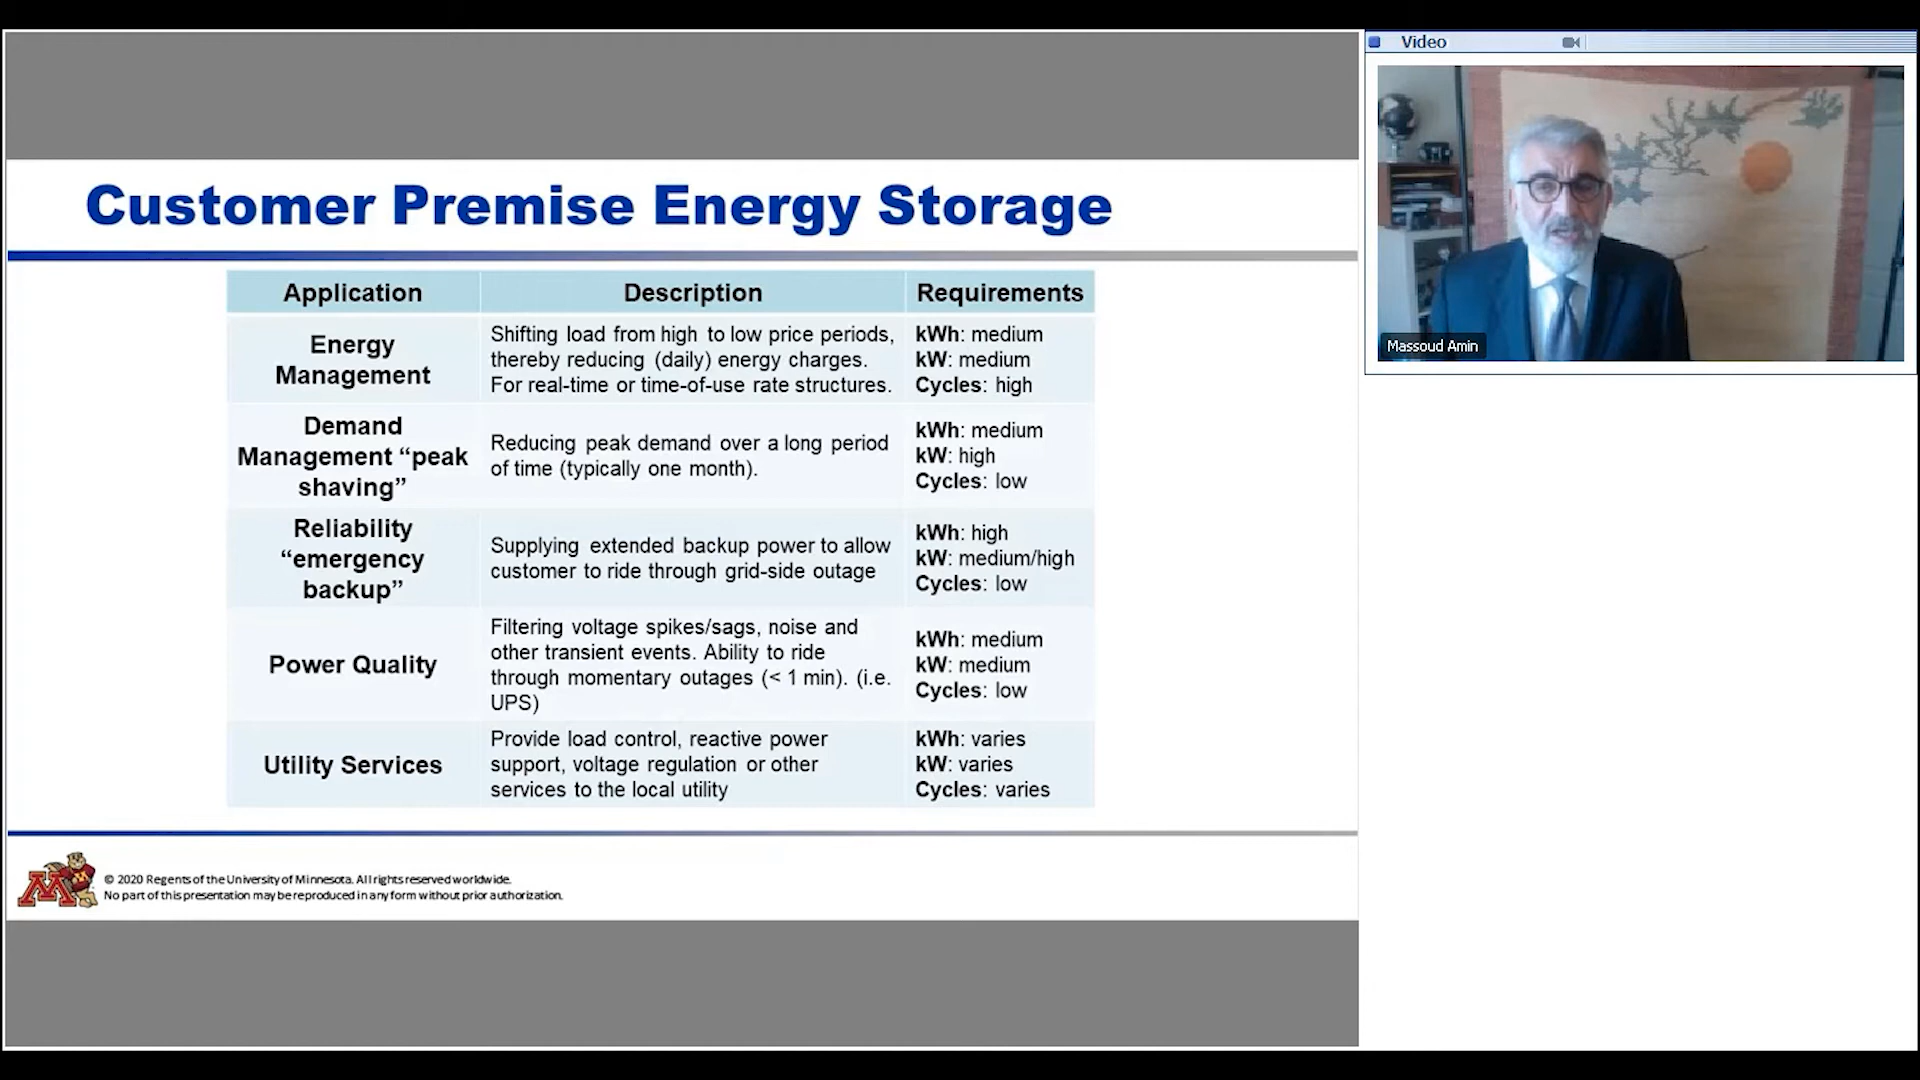 Customer Premise Energy Storage
Application
Description
Requirements
Energy
Management
Shifting load from high to low price periods,
thereby reducing (daily) energy charges.
For real-time or time-of-use rate structures.
kWh: medium
kW: medium
Cycles: high
Demand
Management “peak
shaving”
Reducing peak demand over a long period
of time (typically one month).
kWh: medium
kW: high
Cycles: low
Reliability
“emergency
backup”
Supplying extended backup power to allow
customer to ride through grid-side outage
kWh: high
kW: medium/high
Cycles: low
Power Quality
Filtering voltage spikes/sags, noise and
other transient events. Ability to ride
through momentary outages (< 1 min). (i.e.
UPS)
kWh: medium
kW: medium
Cycles: low
Utility Services
Provide load control, reactive power
support, voltage regulation or other
services to the local utility
kWh: varies
kW: varies
Cycles: varies
M
© 2020 Regents of the University of Minnesota. All rights reserved worldwide.
No part of this presentation may be reproduced in any form without prior authorization.
Video
Massoud Amin